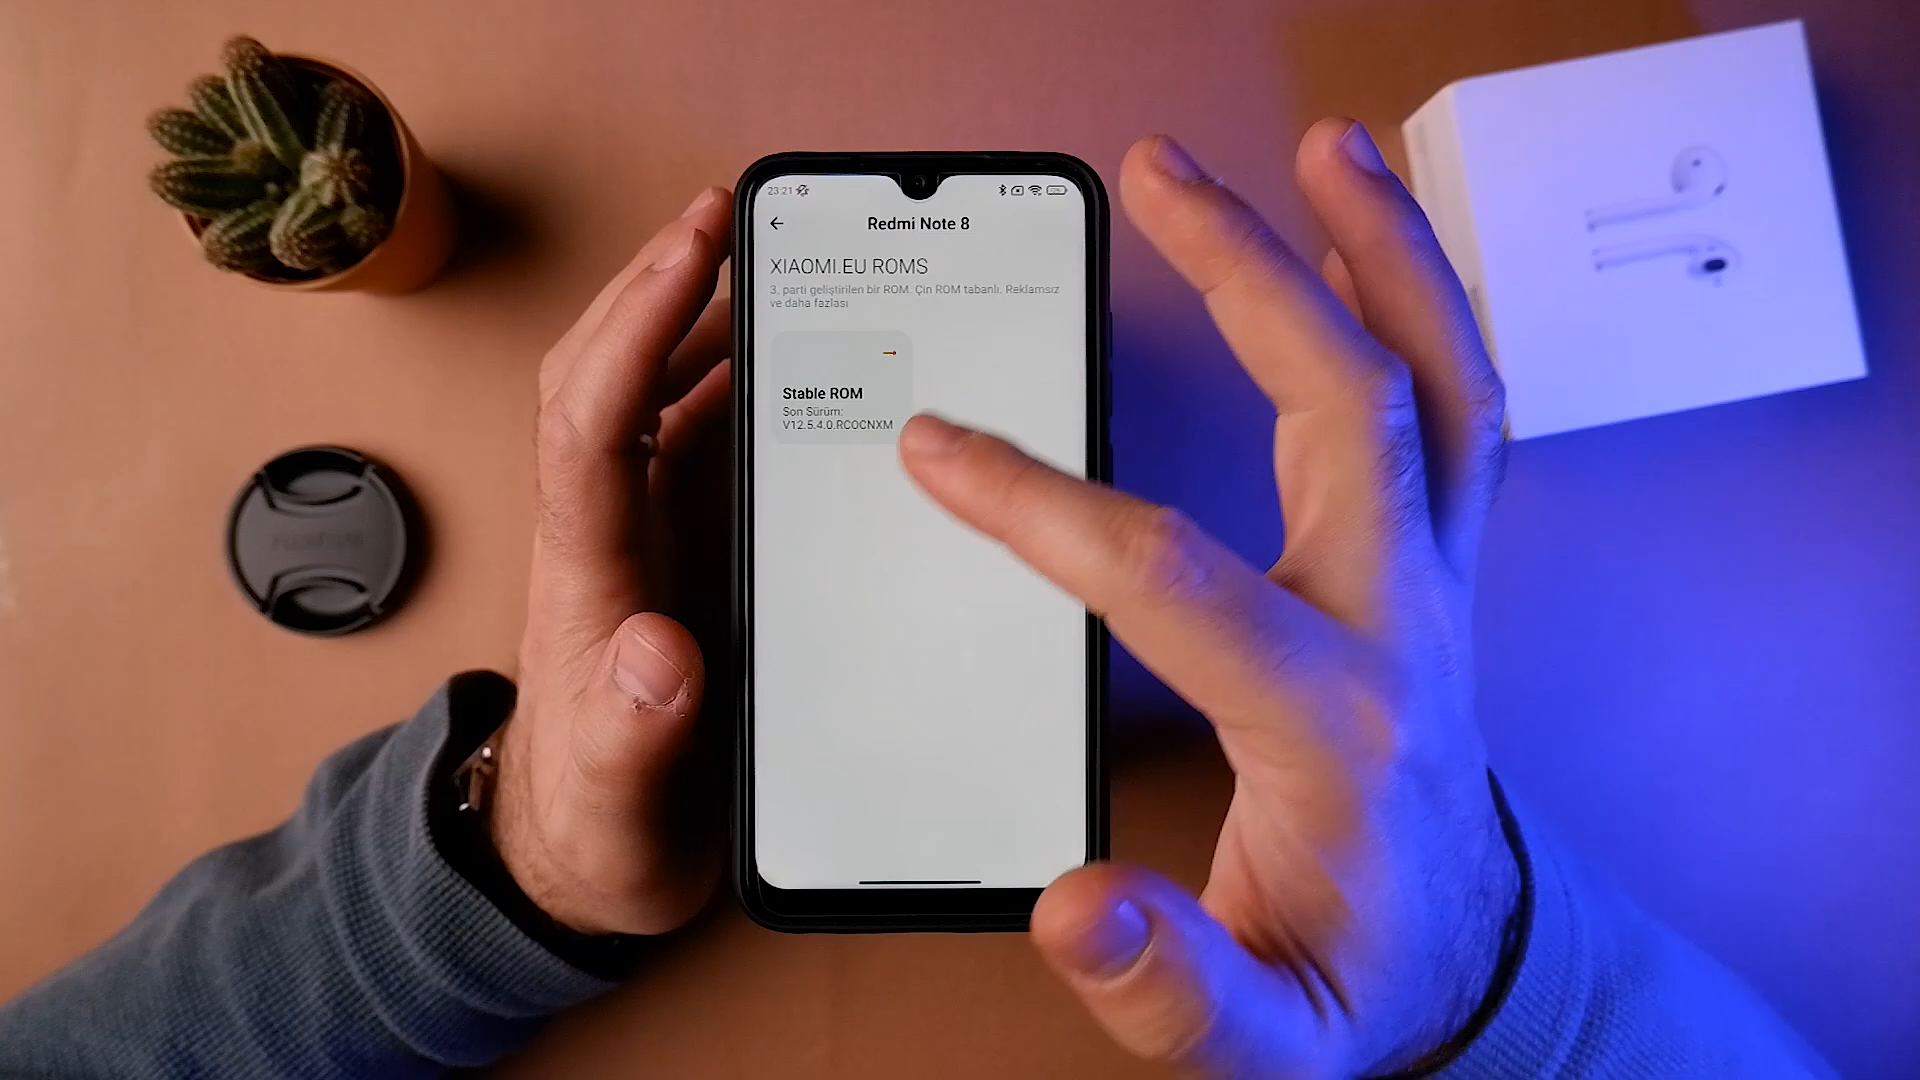 23:21
Redmi Note 8
XIAOMI.EU ROMS
3. parti geliştirilen bir ROM. Çin ROM tabanlı. Reklamsız
ve daha fazlası
Stable ROM
Son Sürüm:
V12.5.4.0.RCOCNXM